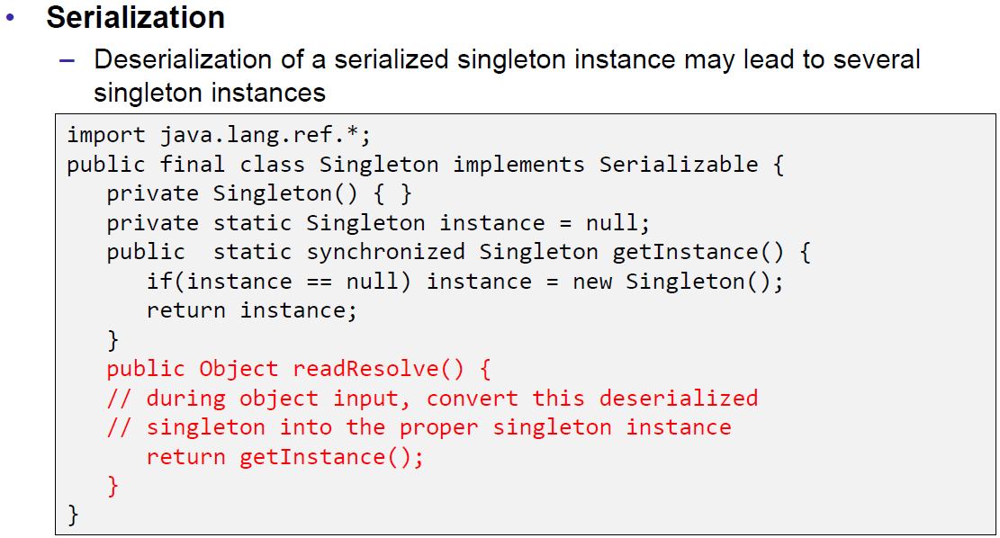 • Serialization
– Deserialization of a serialized singleton instance may lead to several
singleton instances
import java.lang.ref.*;
public final class Singleton implements Serializable {
   private Singleton() { }
   private static Singleton instance = null;
   public  static synchronized Singleton getInstance() {
      if(instance == null) instance = new Singleton();
      return instance;
   }
   public Object readResolve() {
   // during object input, convert this deserialized
   // singleton into the proper singleton instance
      return getInstance();
   }
}